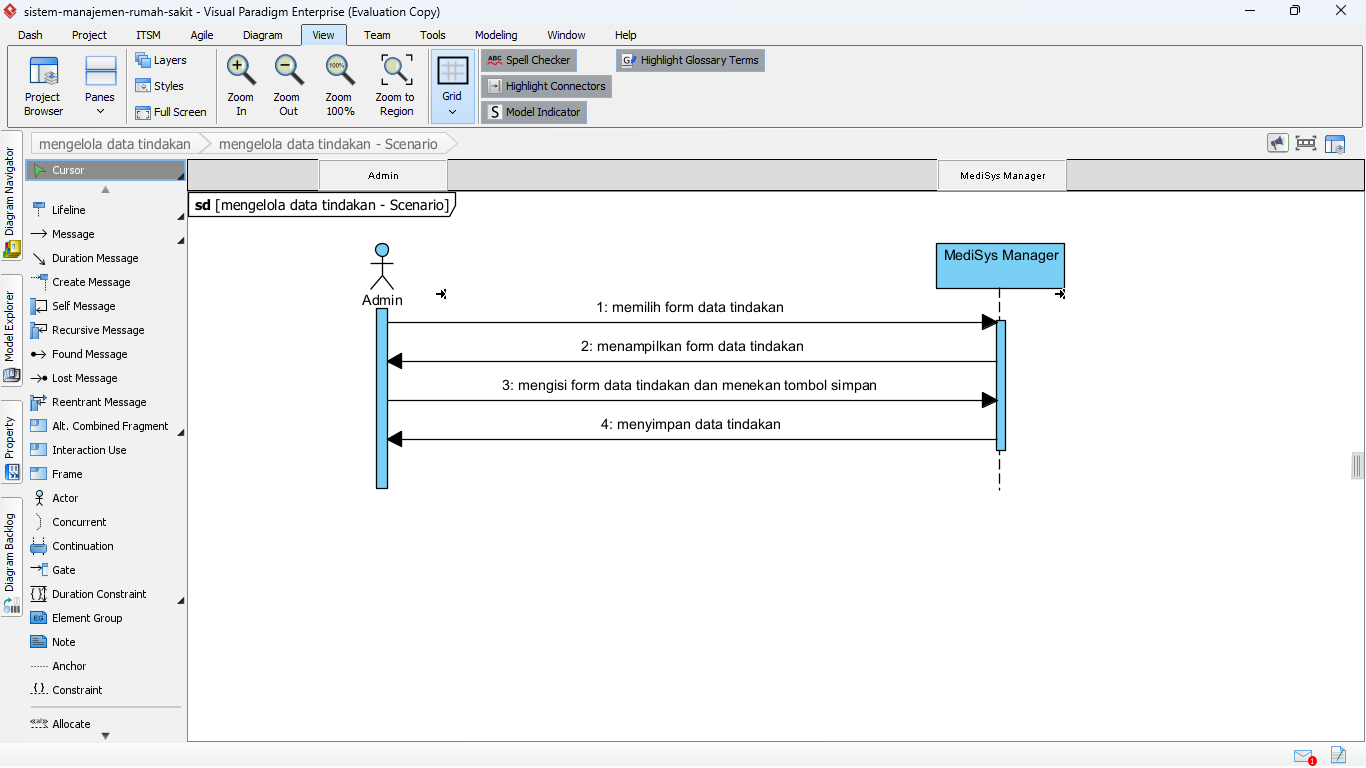 sistem-manajemen-rumah-sakit - Visual Paradigm Enterprise (Evaluation Copy)
Dash Project ITSM Agile Diagram View Team Tools Modeling Window Help
Project Browser
Panes
Layers
Styles
Full Screen
Zoom In
Zoom Out
100%
Zoom 100%
Zoom to Region
Grid
ABC Spell Checker
Highlight Connectors
S Model Indicator
G Highlight Glossary Terms
mengelola data tindakan
mengelola data tindakan - Scenario
Diagram Navigator
Model Explorer
Property
Diagram Backlog
Cursor
Lifeline
Message
Duration Message
Create Message
Self Message
Recursive Message
Found Message
Lost Message
Reentrant Message
Alt. Combined Fragment
Interaction Use
Frame
Actor
Concurrent
Continuation
Gate
Duration Constraint
EG Element Group
Note
Anchor
Constraint
Allocate
Admin
MediSys Manager
sd [mengelola data tindakan - Scenario]
MediSys Manager
Admin
1: memilih form data tindakan
2: menampilkan form data tindakan
3: mengisi form data tindakan dan menekan tombol simpan
4: menyimpan data tindakan
1